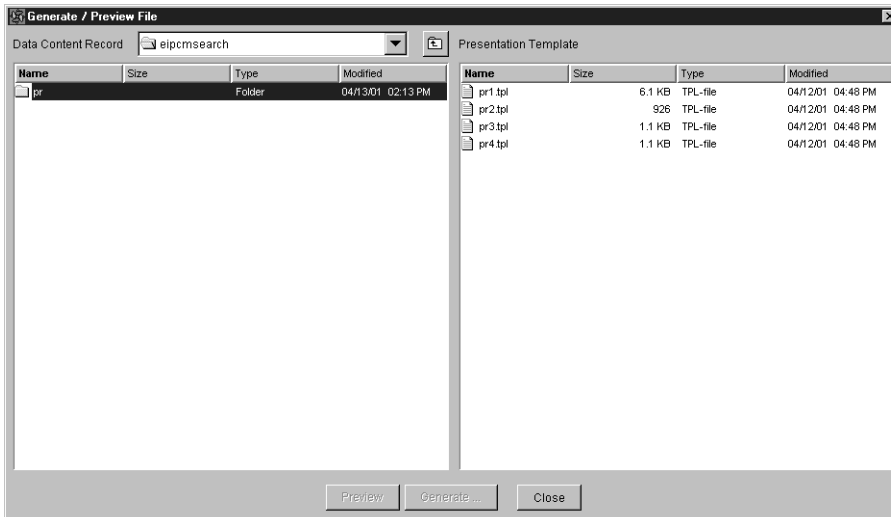 Generate / Preview File
Data Content Record eipcmsearch Presentation Template
Name Size Type Modified Name Size Type Modified
pr Folder 04/13/01 02:13 PM pr1.tpl 6.1 KB TPL-file 04/12/01 04:48 PM
pr2.tpl 926 TPL-file 04/12/01 04:48 PM
pr3.tpl 1.1 KB TPL-file 04/12/01 04:48 PM
pr4.tpl 1.1 KB TPL-file 04/12/01 04:48 PM
Preview Generate ... Close